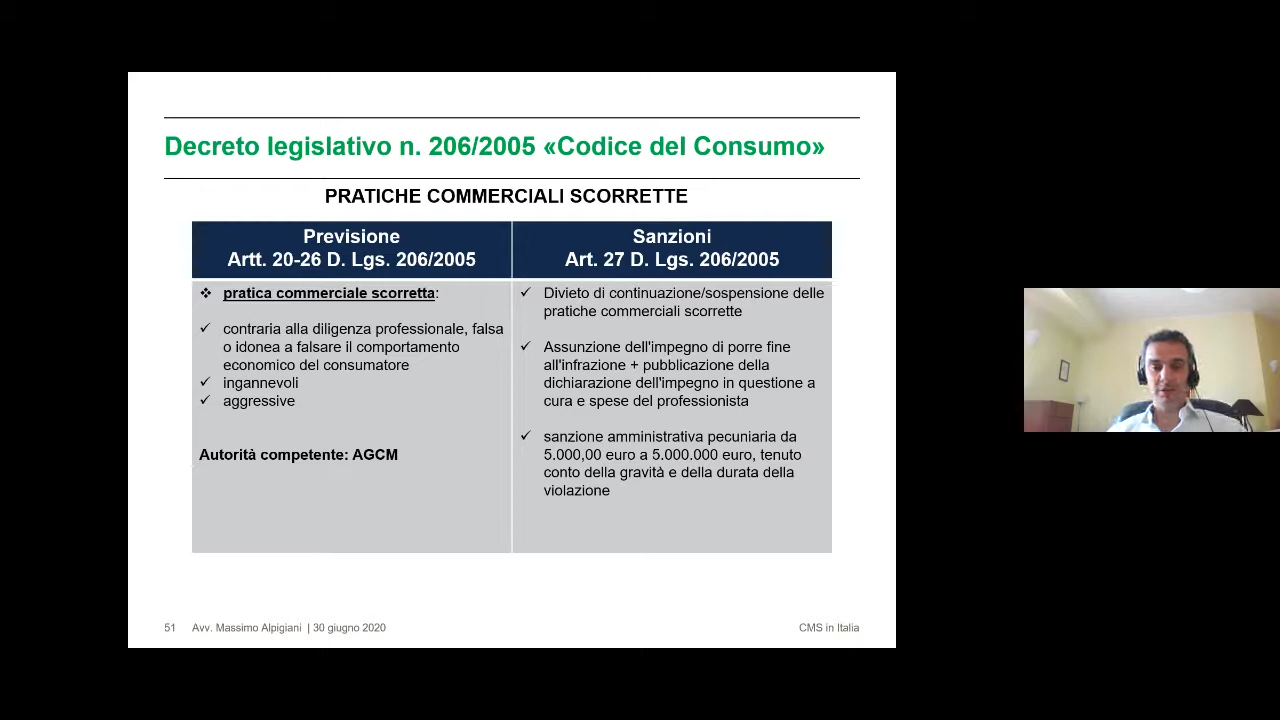 Decreto legislativo n. 206/2005 «Codice del Consumo»
PRATICHE COMMERCIALI SCORRETTE
Previsione
Artt. 20-26 D. Lgs. 206/2005
Sanzioni
Art. 27 D. Lgs. 206/2005
❖ pratica commerciale scorretta:
✓ contraria alla diligenza professionale, falsa
o idonea a falsare il comportamento
economico del consumatore
✓ ingannevoli
✓ aggressive
Autorità competente: AGCM
✓ Divieto di continuazione/sospensione delle
pratiche commerciali scorrette
✓ Assunzione dell'impegno di porre fine
all'infrazione + pubblicazione della
dichiarazione dell'impegno in questione a
cura e spese del professionista
✓ sanzione amministrativa pecuniaria da
5.000,00 euro a 5.000.000 euro, tenuto
conto della gravità e della durata della
violazione
51 Avv. Massimo Alpigiani | 30 giugno 2020
CMS in Italia